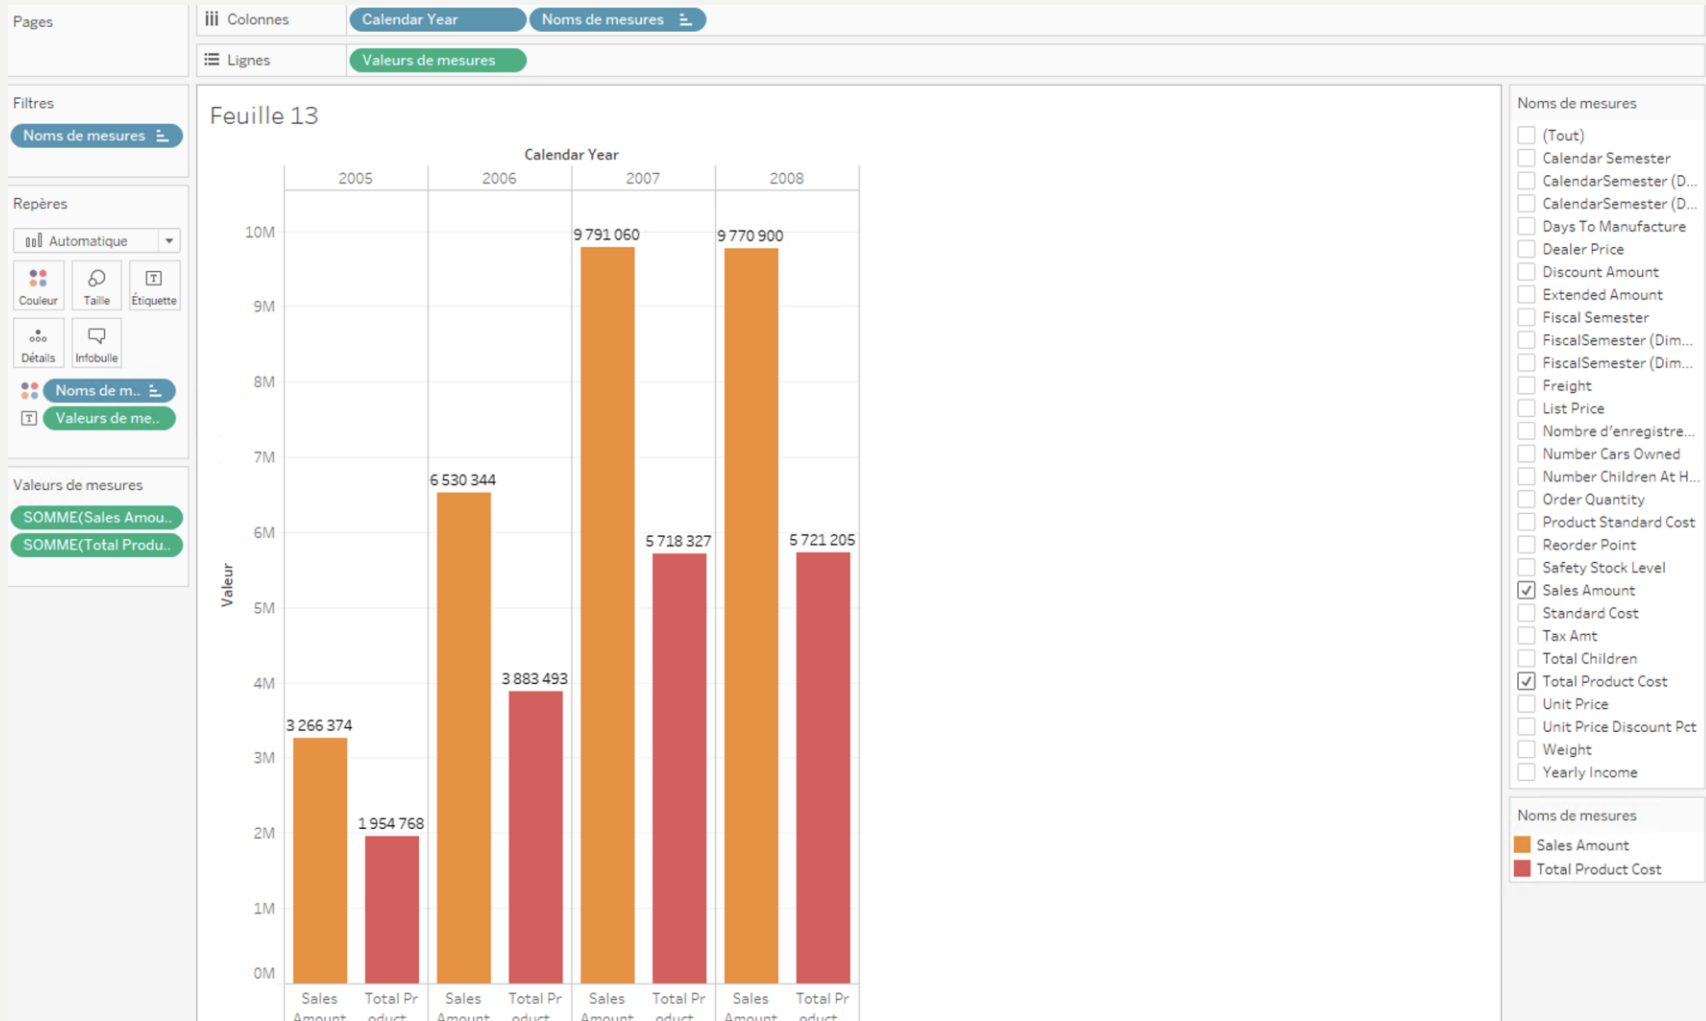 Pages
Colonnes
Calendar Year
Noms de mesures
Lignes
Valeurs de mesures
Filtres
Noms de mesures
Repères
Automatique
Couleur
Taille
Étiquette
Détails
Infobulle
Noms de m..
Valeurs de me..
Valeurs de mesures
SOMME(Sales Amou..
SOMME(Total Produ..
Feuille 13
Calendar Year
2005
2006
2007
2008
Valeur
10M
9M
8M
7M
6M
5M
4M
3M
2M
1M
0M
3 266 374
1 954 768
6 530 344
3 883 493
9 791 060
5 718 327
9 770 900
5 721 205
Sales
Amount
Total Pr
oduct
Sales
Amount
Total Pr
oduct
Sales
Amount
Total Pr
oduct
Sales
Amount
Total Pr
oduct
Noms de mesures
(Tout)
Calendar Semester
CalendarSemester (D...
CalendarSemester (D...
Days To Manufacture
Dealer Price
Discount Amount
Extended Amount
Fiscal Semester
FiscalSemester (Dim...
FiscalSemester (Dim...
Freight
List Price
Nombre d'enregistre...
Number Cars Owned
Number Children At H...
Order Quantity
Product Standard Cost
Reorder Point
Safety Stock Level
Sales Amount
Standard Cost
Tax Amt
Total Children
Total Product Cost
Unit Price
Unit Price Discount Pct
Weight
Yearly Income
Noms de mesures
Sales Amount
Total Product Cost